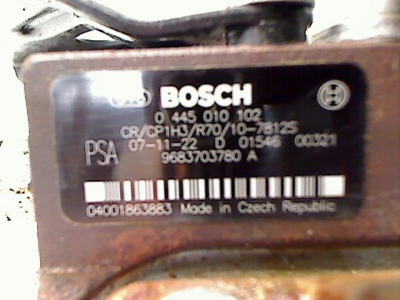 BOSCH
0 445 010 102
CR/CP1H3/R70/10-7812S
PSA 07-11-22 D 01546 00321
9683703780 A
04001863883 Made in Czech Republic